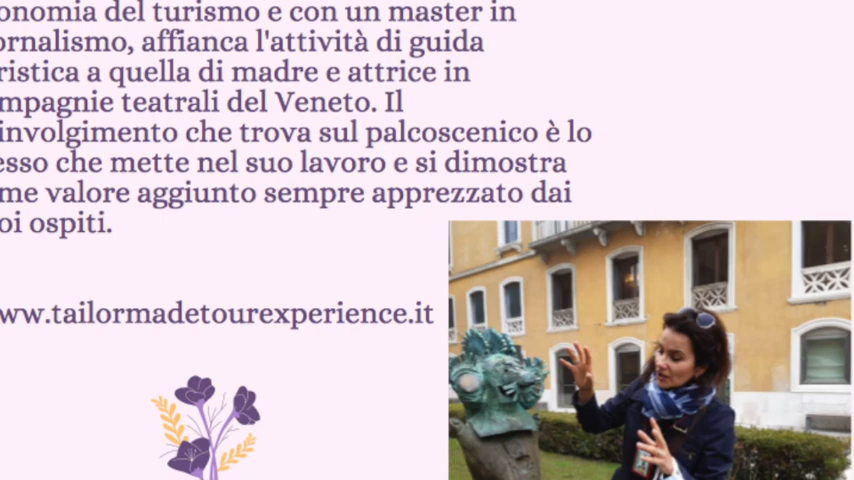 onomia del turismo e con un master in
ornalismo, affianca l'attività di guida
ristica a quella di madre e attrice in
mpagnie teatrali del Veneto. Il
involgimento che trova sul palcoscenico è lo
esso che mette nel suo lavoro e si dimostra
me valore aggiunto sempre apprezzato dai
oi ospiti.
ww.tailormadetourexperience.it